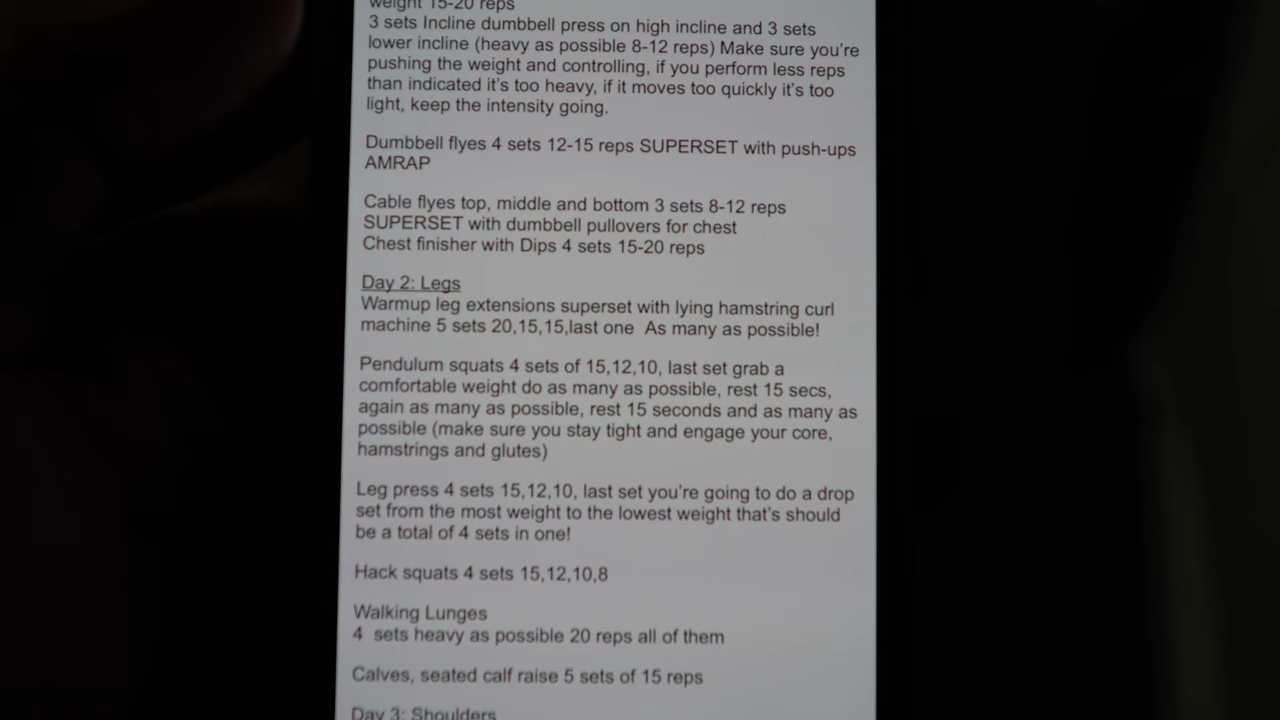 weight 15-20 reps
3 sets Incline dumbbell press on high incline and 3 sets
lower incline (heavy as possible 8-12 reps) Make sure you're
pushing the weight and controlling, if you perform less reps
than indicated it's too heavy, if it moves too quickly it's too
light, keep the intensity going.
Dumbbell flyes 4 sets 12-15 reps SUPERSET with push-ups
AMRAP
Cable flyes top, middle and bottom 3 sets 8-12 reps
SUPERSET with dumbbell pullovers for chest
Chest finisher with Dips 4 sets 15-20 reps
Day 2: Legs
Warmup leg extensions superset with lying hamstring curl
machine 5 sets 20,15,15,last one  As many as possible!
Pendulum squats 4 sets of 15,12,10, last set grab a
comfortable weight do as many as possible, rest 15 secs,
again as many as possible, rest 15 seconds and as many as
possible (make sure you stay tight and engage your core,
hamstrings and glutes)
Leg press 4 sets 15,12,10, last set you're going to do a drop
set from the most weight to the lowest weight that's should
be a total of 4 sets in one!
Hack squats 4 sets 15,12,10,8
Walking Lunges
4  sets heavy as possible 20 reps all of them
Calves, seated calf raise 5 sets of 15 reps
Day 3: Shoulders